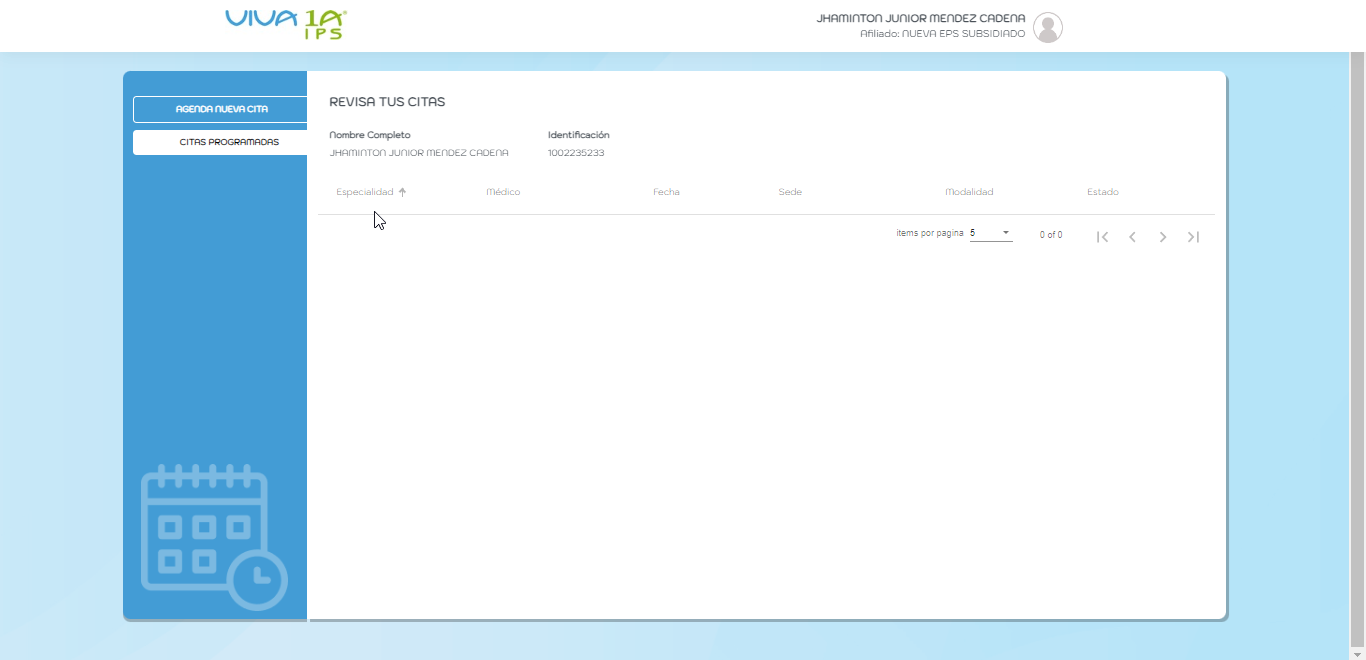 VIVA 1A IPS
JHAMINTON JUNIOR MENDEZ CADENA
Afiliado: NUEVA EPS SUBSIDIADO
AGENDA NUEVA CITA
CITAS PROGRAMADAS
REVISA TUS CITAS
Nombre Completo Identificación
JHAMINTON JUNIOR MENDEZ CADENA 1002235233
Especialidad Médico Fecha Sede Modalidad Estado
items por pagina 5 0 of 0